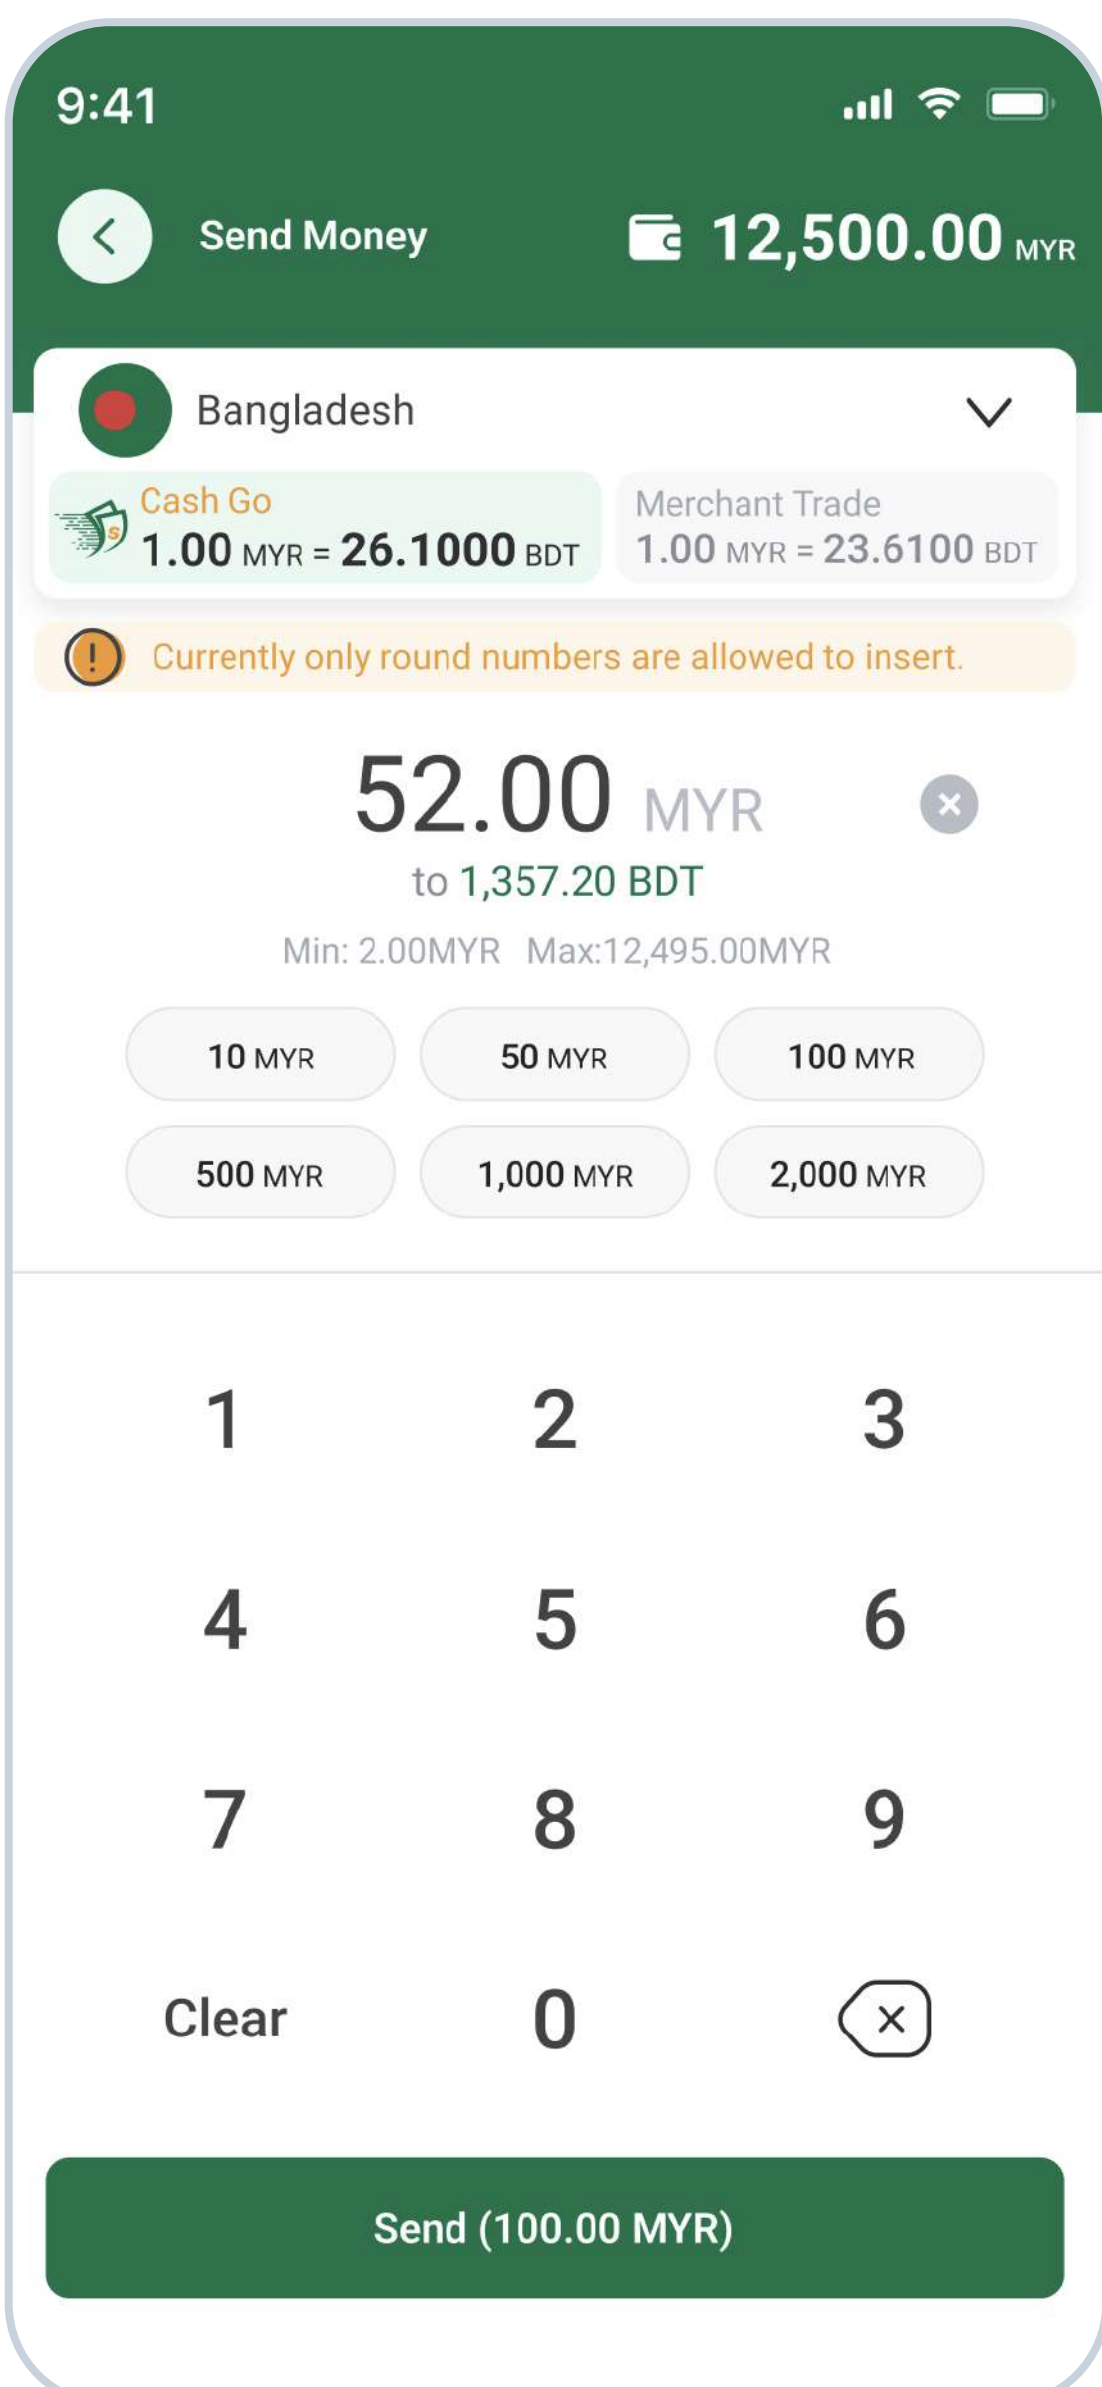 9:41
Send Money 12,500.00 MYR
Bangladesh
Cash Go
1.00 MYR = 26.1000 BDT
Merchant Trade
1.00 MYR = 23.6100 BDT
! Currently only round numbers are allowed to insert.
52.00 MYR
to 1,357.20 BDT
Min: 2.00MYR Max:12,495.00MYR
10 MYR 50 MYR 100 MYR
500 MYR 1,000 MYR 2,000 MYR
1 2 3
4 5 6
7 8 9
Clear 0
Send (100.00 MYR)